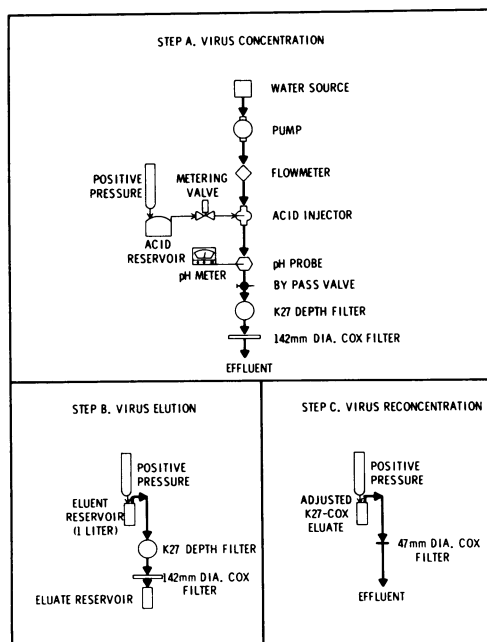 STEP A. VIRUS CONCENTRATION
WATER SOURCE
PUMP
FLOWMETER
POSITIVE
PRESSURE
METERING
VALVE
ACID INJECTOR
ACID
RESERVOIR
pH METER
pH PROBE
BY PASS VALVE
K27 DEPTH FILTER
142mm DIA. COX FILTER
EFFLUENT
STEP B. VIRUS ELUTION
POSITIVE
PRESSURE
ELUENT
RESERVOIR
(1 LITER)
K27 DEPTH FILTER
142mm DIA. COX
FILTER
ELUATE RESERVOIR
STEP C. VIRUS RECONCENTRATION
POSITIVE
PRESSURE
ADJUSTED
K27-COX
ELUATE
47mm DIA. COX
FILTER
EFFLUENT